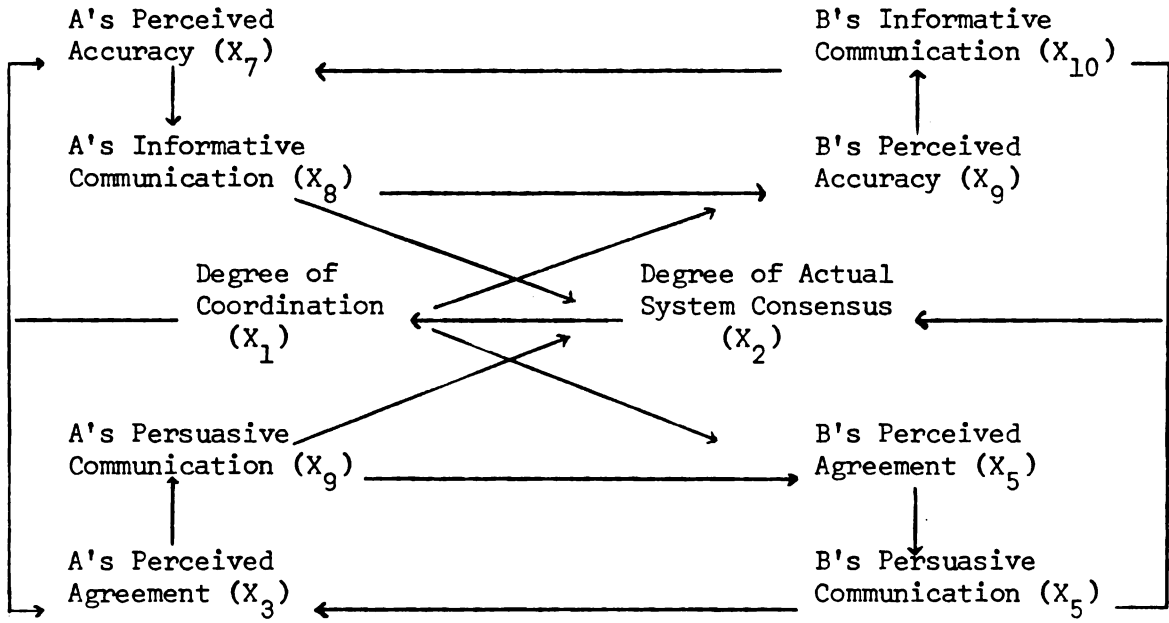 A's Perceived
Accuracy (X7)
B's Informative
Communication (X10)
A's Informative
Communication (X8)
B's Perceived
Accuracy (X9)
Degree of
Coordination
(X1)
Degree of Actual
System Consensus
(X2)
A's Persuasive
Communication (X9)
B's Perceived
Agreement (X5)
A's Perceived
Agreement (X3)
B's Persuasive
Communication (X5)